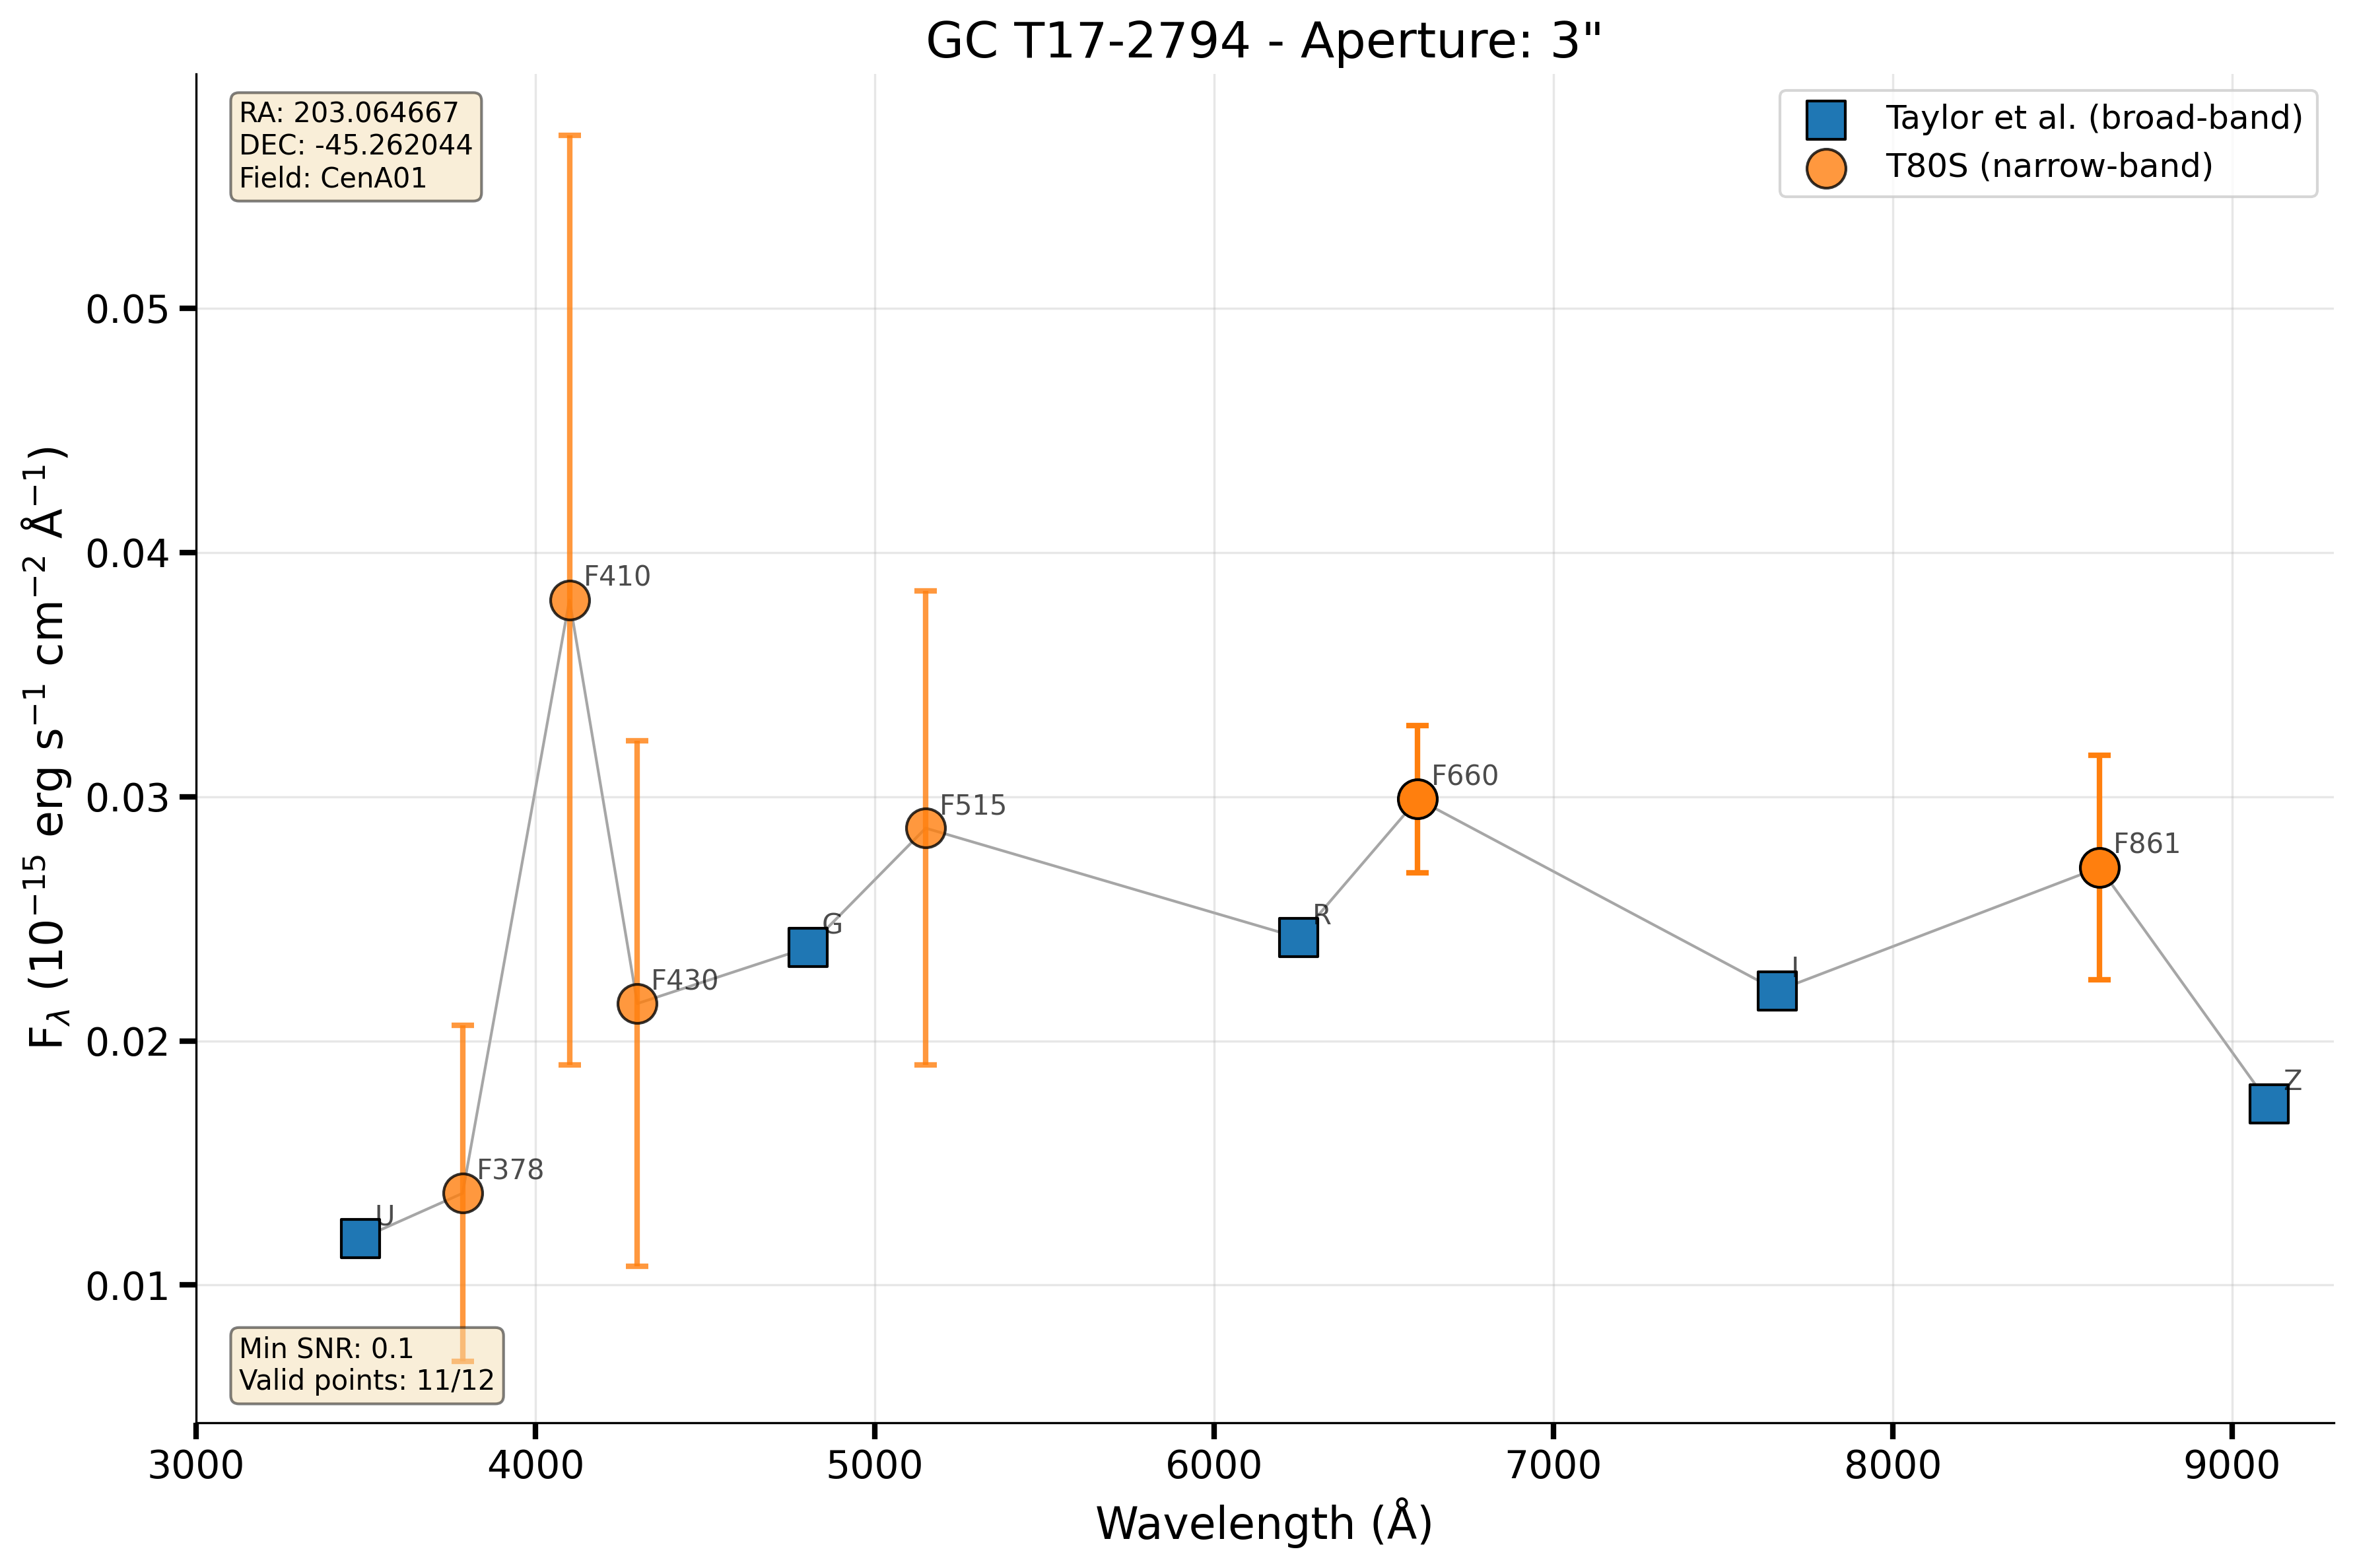 GC T17-2794 - Aperture: 3"
RA: 203.064667
DEC: -45.262044
Field: CenA01
Taylor et al. (broad-band)
T80S (narrow-band)
F410
F515
F660
F861
G
R
I
F430
Z
F378
U
Min SNR: 0.1
Valid points: 11/12
0.05
0.04
0.03
0.02
0.01
F$_{λ}$ (10$^{−15}$ erg s$^{−1}$ cm$^{−2}$ Å$^{−1}$)
3000 4000 5000 6000 7000 8000 9000
Wavelength (Å)